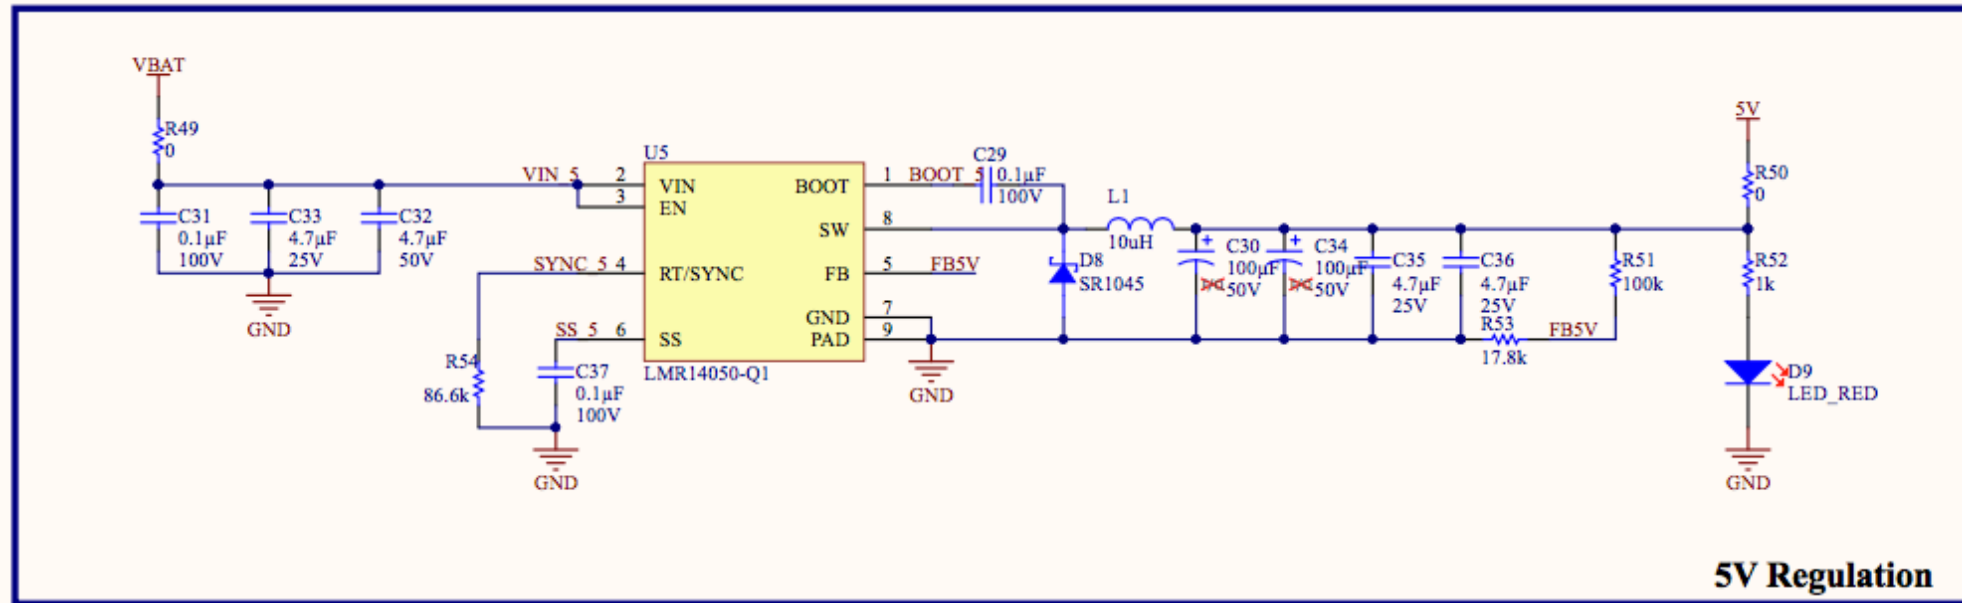 VBAT
R49
0
C31
0.1µF
100V
C33
4.7µF
25V
C32
4.7µF
50V
GND
VIN_5
SYNC_5
SS_5
R54
86.6k
C37
0.1µF
100V
GND
U5
2
3
4
6
VIN
EN
RT/SYNC
SS
BOOT
SW
FB
GND
PAD
1
8
5
7
9
LMR14050-Q1
BOOT_5
C29
0.1µF
100V
FB5V
GND
D8
SR1045
L1
10uH
C30
100µF
50V
C34
100µF
50V
C35
4.7µF
25V
C36
4.7µF
25V
R53
17.8k
FB5V
R51
100k
5V
R50
0
R52
1k
D9
LED_RED
GND
5V Regulation